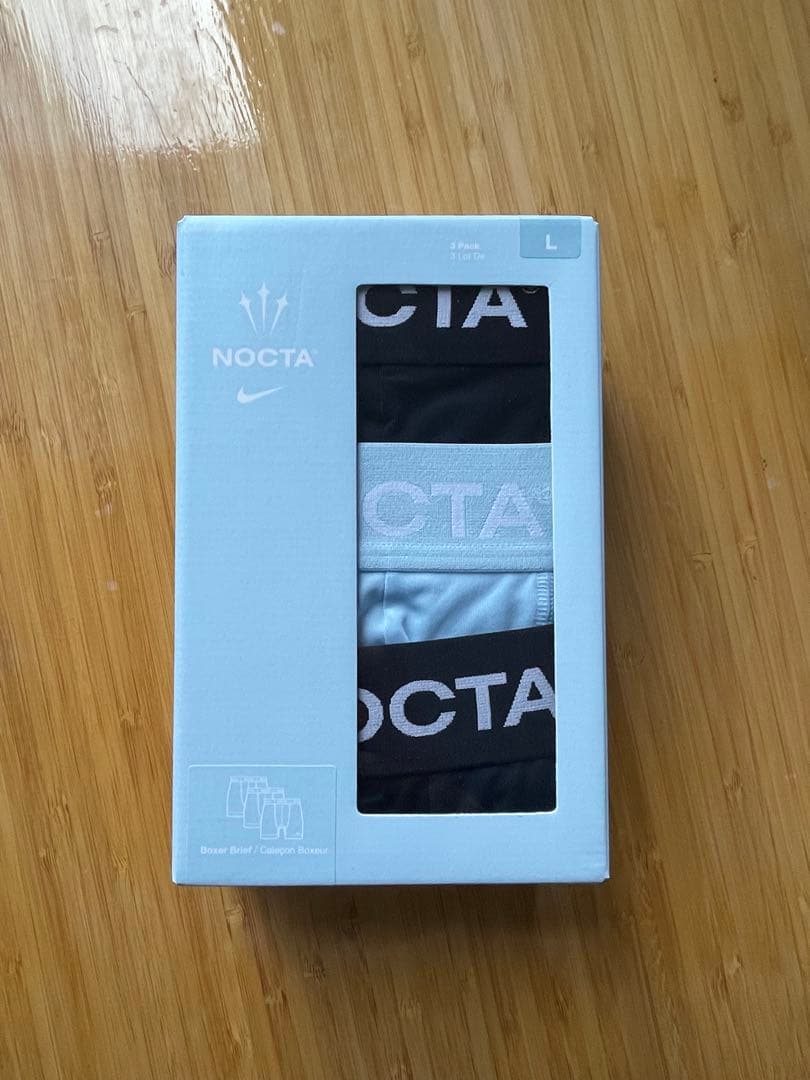 3 Pack
3 Lot De
L
NOCTA®
CTA
CTA
OCTA
Boxer Brief / Caleçon Boxeur